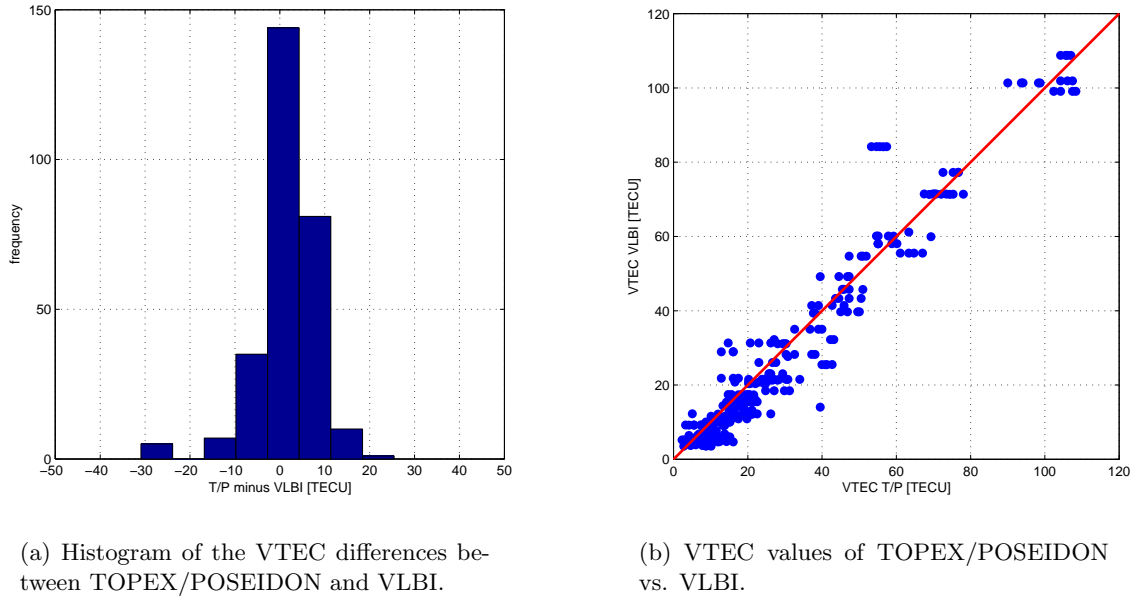 150
100
50
0
frequency
−50 −40 −30 −20 −10 0 10 20 30 40 50
T/P minus VLBI [TECU]
120
100
80
60
40
20
0
VTEC VLBI [TECU]
0 20 40 60 80 100 120
VTEC T/P [TECU]
(a) Histogram of the VTEC differences be-
tween TOPEX/POSEIDON and VLBI.
(b) VTEC values of TOPEX/POSEIDON
vs. VLBI.